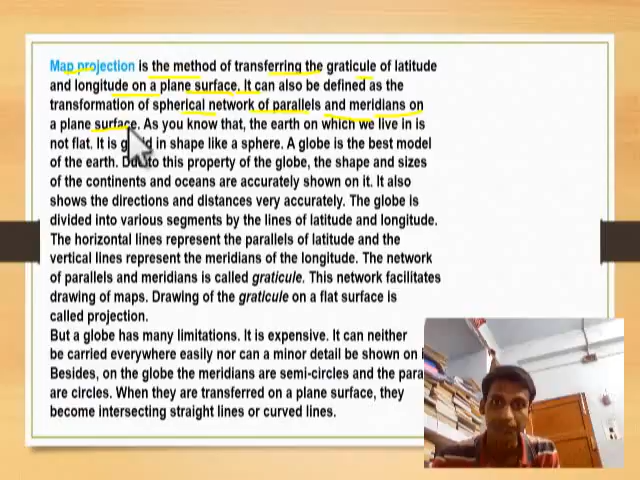 Map projection is the method of transferring the graticule of latitude
and longitude on a plane surface. It can also be defined as the
transformation of spherical network of parallels and meridians on
a plane surface. As you know that, the earth on which we live in is
not flat. It is in shape like a sphere. A globe is the best model
of the earth. to this property of the globe, the shape and sizes
of the continents and oceans are accurately shown on it. It also
shows the directions and distances very accurately. The globe is
divided into various segments by the lines of latitude and longitude.
The horizontal lines represent the parallels of latitude and the
vertical lines represent the meridians of the longitude. The network
of parallels and meridians is called graticule. This network facilitates
drawing of maps. Drawing of the graticule on a flat surface is
called projection.
But a globe has many limitations. It is expensive. It can neither
be carried everywhere easily nor can a minor detail be shown on
Besides, on the globe the meridians are semi-circles and the para
are circles. When they are transferred on a plane surface, they
become intersecting straight lines or curved lines.